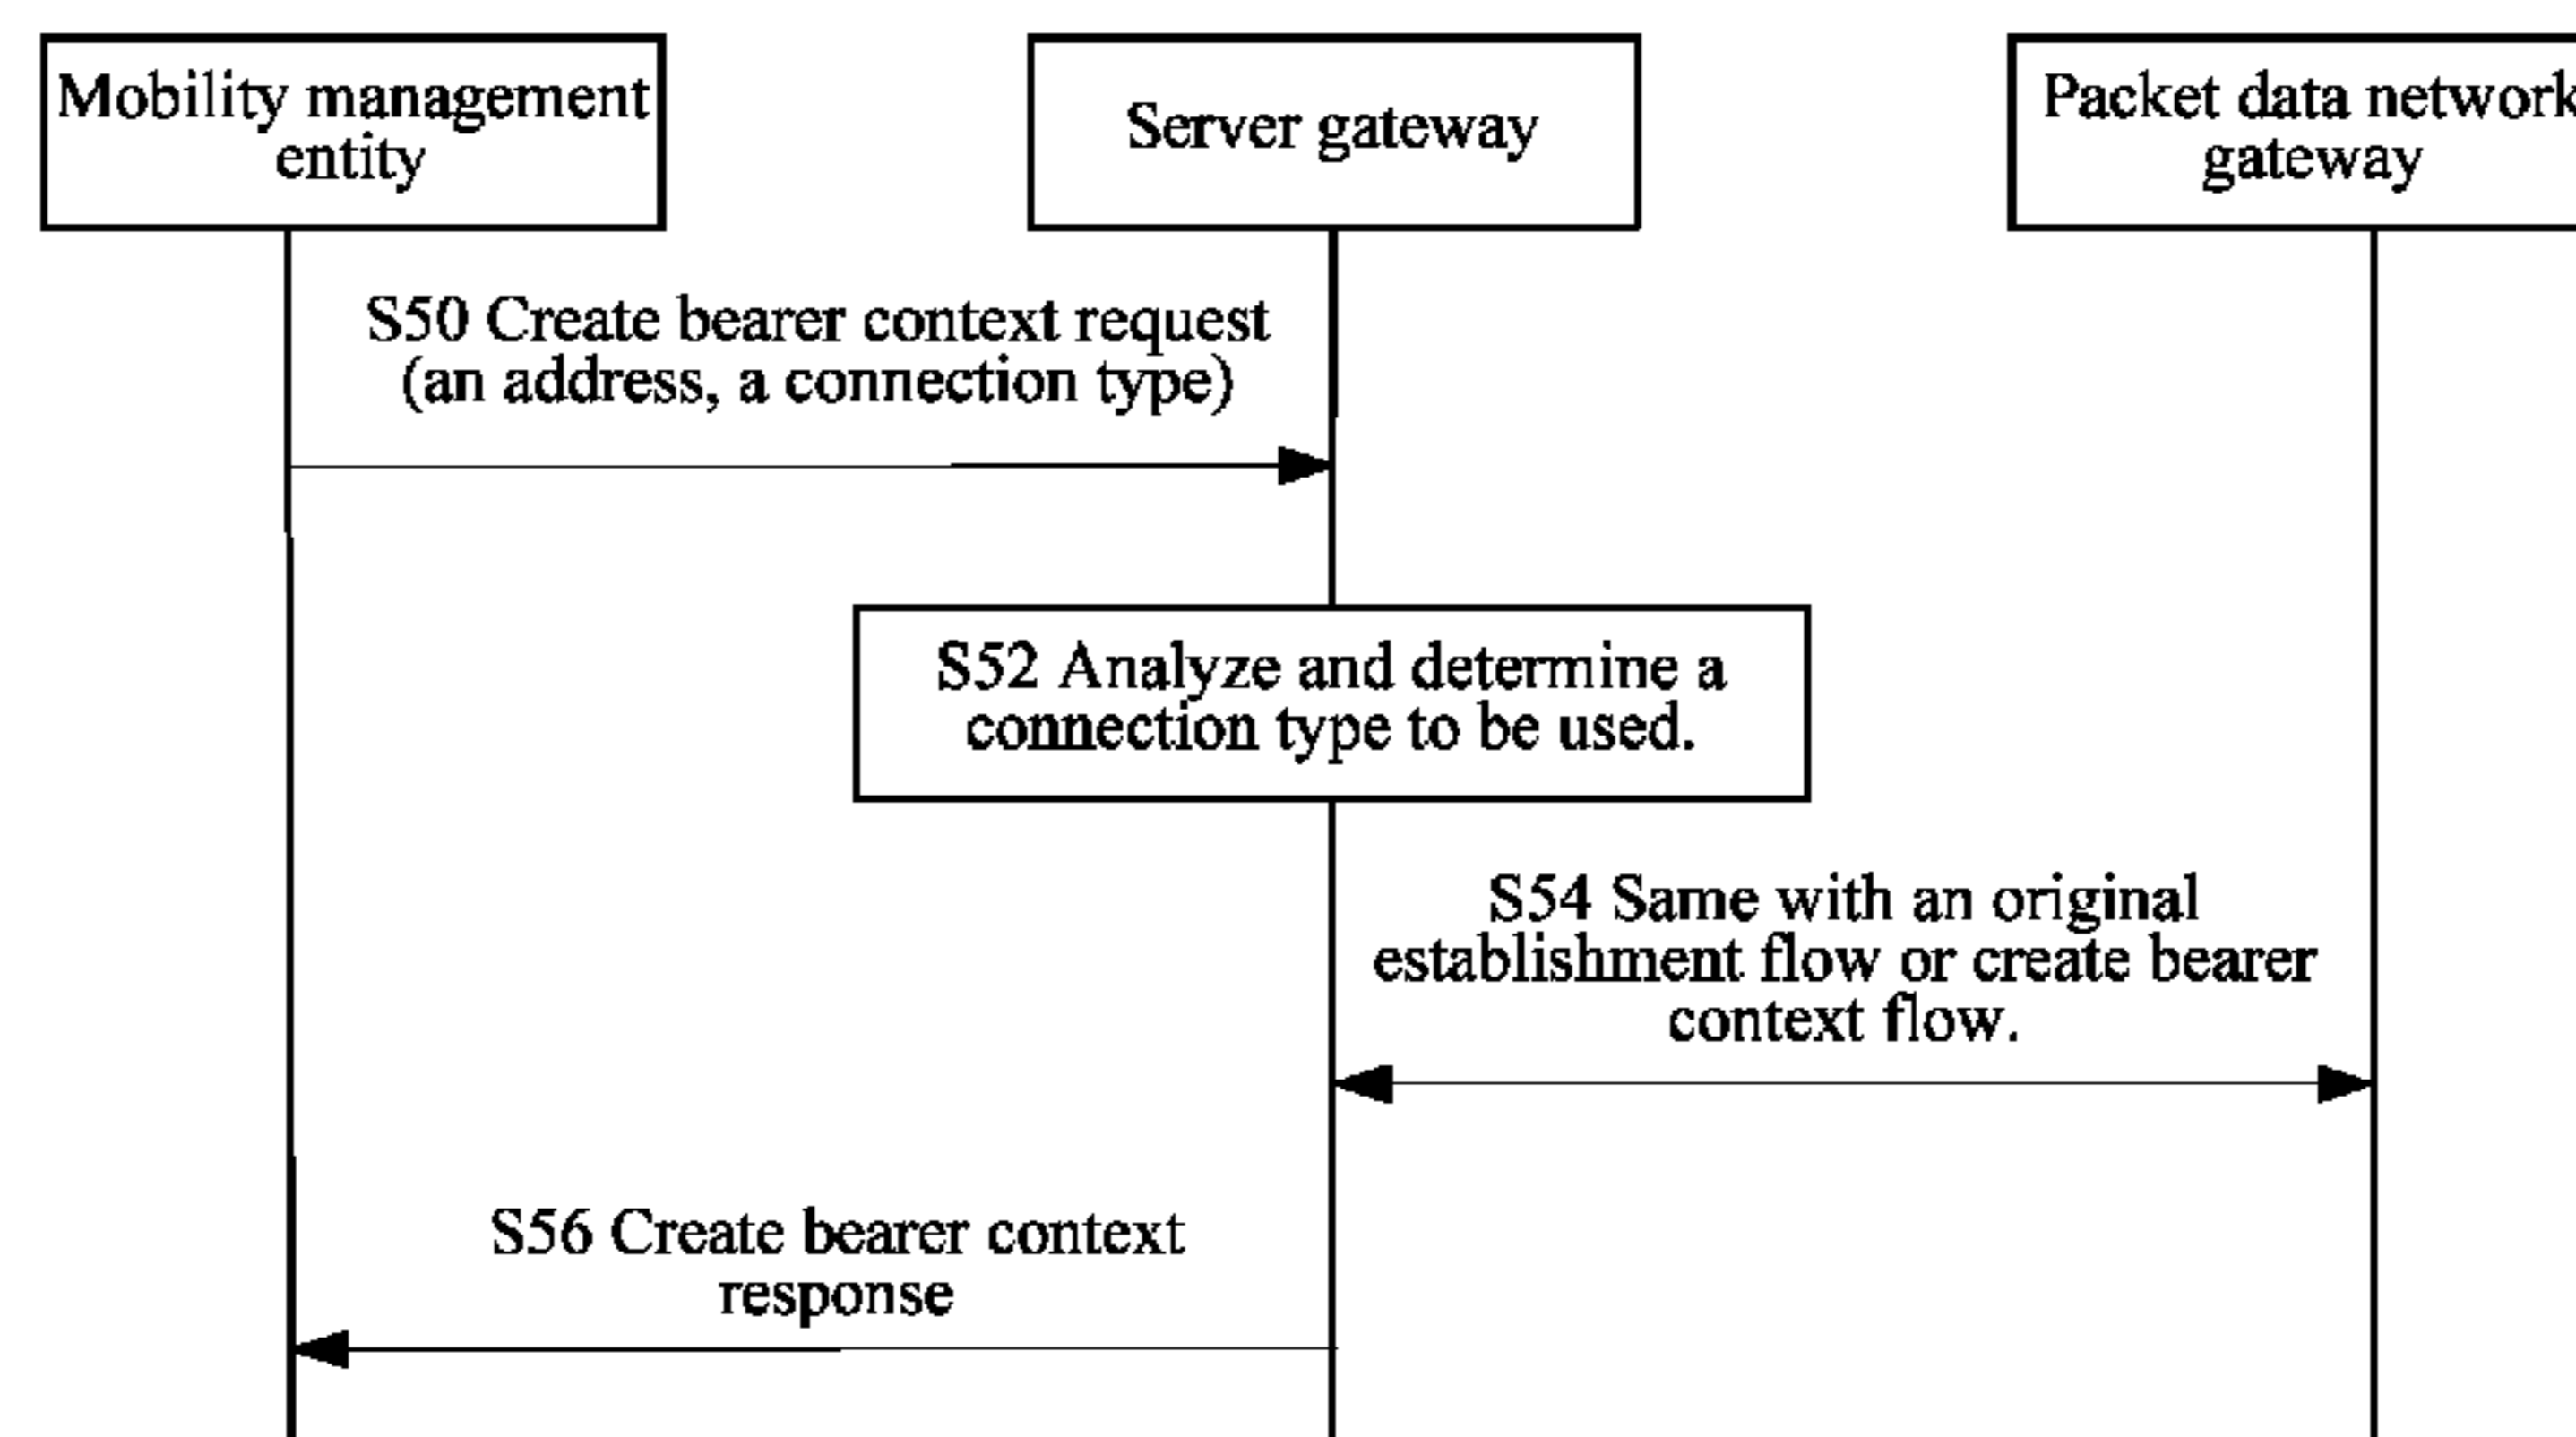 Mobility management
entity
Server gateway
Packet data network
gateway
S50 Create bearer context request
(an address, a connection type)
S52 Analyze and determine a
connection type to be used.
S54 Same with an original
establishment flow or create bearer
context flow.
S56 Create bearer context
response